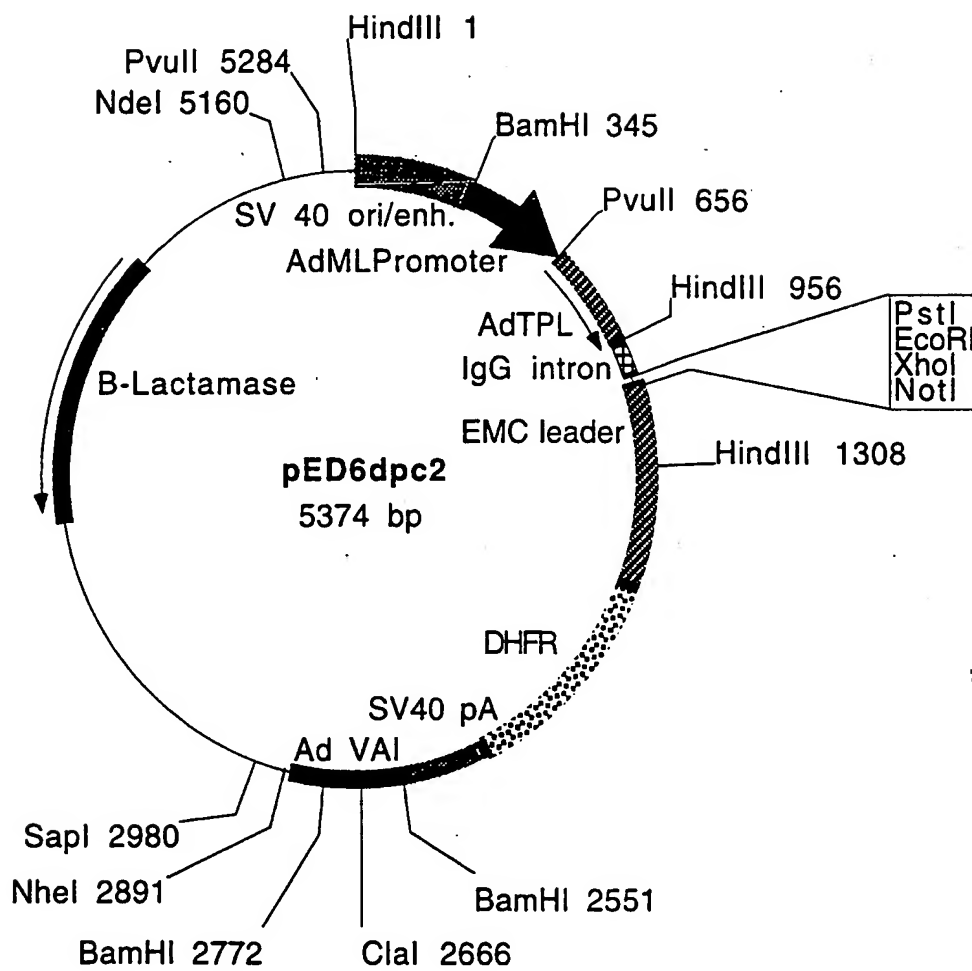 HindIII 1
PvuII 5284
NdeI 5160
BamHI 345
SV 40 ori/enh.
PvuII 656
AdMLPromoter
HindIII 956
AdTPL
PstI
EcoRI
XhoI
NotI
IgG intron
B-Lactamase
EMC leader
HindIII 1308
pED6dpc2
5374 bp
DHFR
SV40 pA
Ad VAI
SapI 2980
NheI 2891
BamHI 2551
BamHI 2772
ClaI 2666